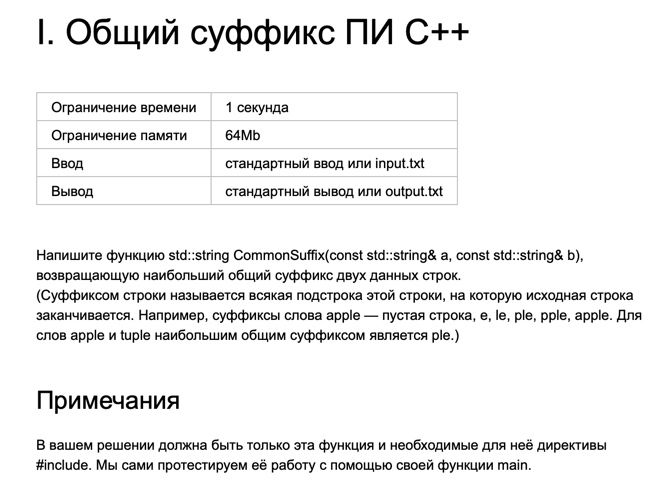 I. Общий суффикс ПИ С++
Ограничение времени 1 секунда
Ограничение памяти 64Mb
Ввод стандартный ввод или input.txt
Вывод стандартный вывод или output.txt
Напишите функцию std::string CommonSuffix(const std::string& a, const std::string& b),
возвращающую наибольший общий суффикс двух данных строк.
(Суффиксом строки называется всякая подстрока этой строки, на которую исходная строка
заканчивается. Например, суффиксы слова apple — пустая строка, e, le, ple, pple, apple. Для
слов apple и tuple наибольшим общим суффиксом является ple.)
Примечания
В вашем решении должна быть только эта функция и необходимые для неё директивы
#include. Мы сами протестируем её работу с помощью своей функции main.